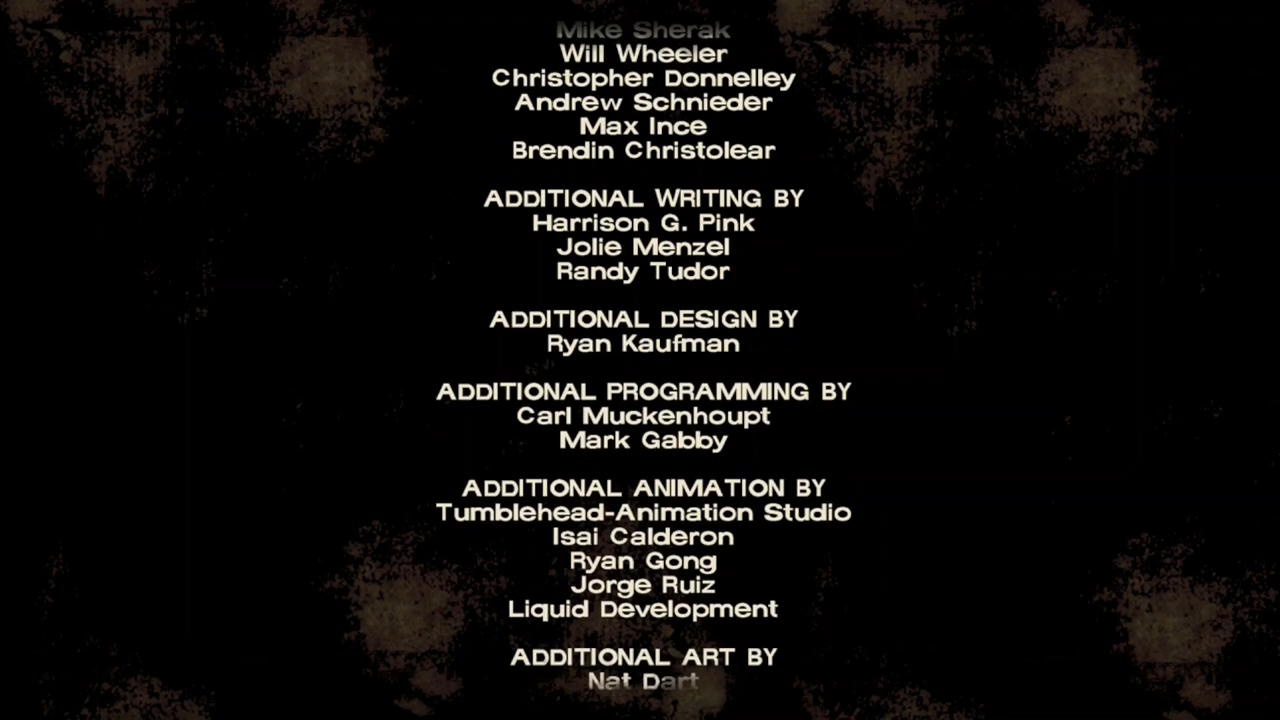 Mike Sherak
Will Wheeler
Christopher Donnelley
Andrew Schnieder
Max Ince
Brendin Christolear
ADDITIONAL WRITING BY
Harrison G. Pink
Jolie Menzel
Randy Tudor
ADDITIONAL DESIGN BY
Ryan Kaufman
ADDITIONAL PROGRAMMING BY
Carl Muckenhoupt
Mark Gabby
ADDITIONAL ANIMATION BY
Tumblehead-Animation Studio
Isai Calderon
Ryan Gong
Jorge Ruiz
Liquid Development
ADDITIONAL ART BY
Nat Dart